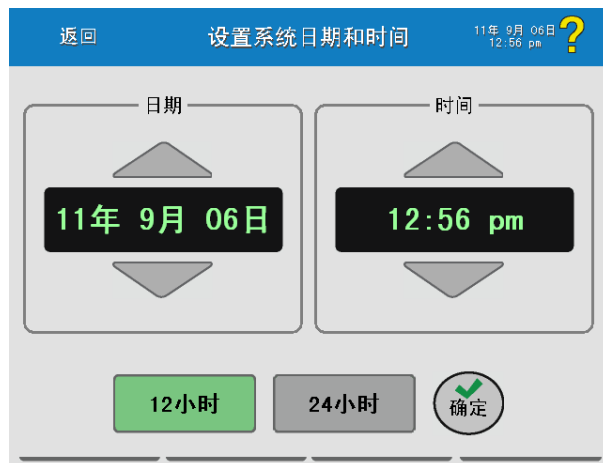 返回
设置系统日期和时间
11年 9月 06日
12:56 pm
?
日期
时间
11年 9月 06日
12:56 pm
12小时
24小时
确定